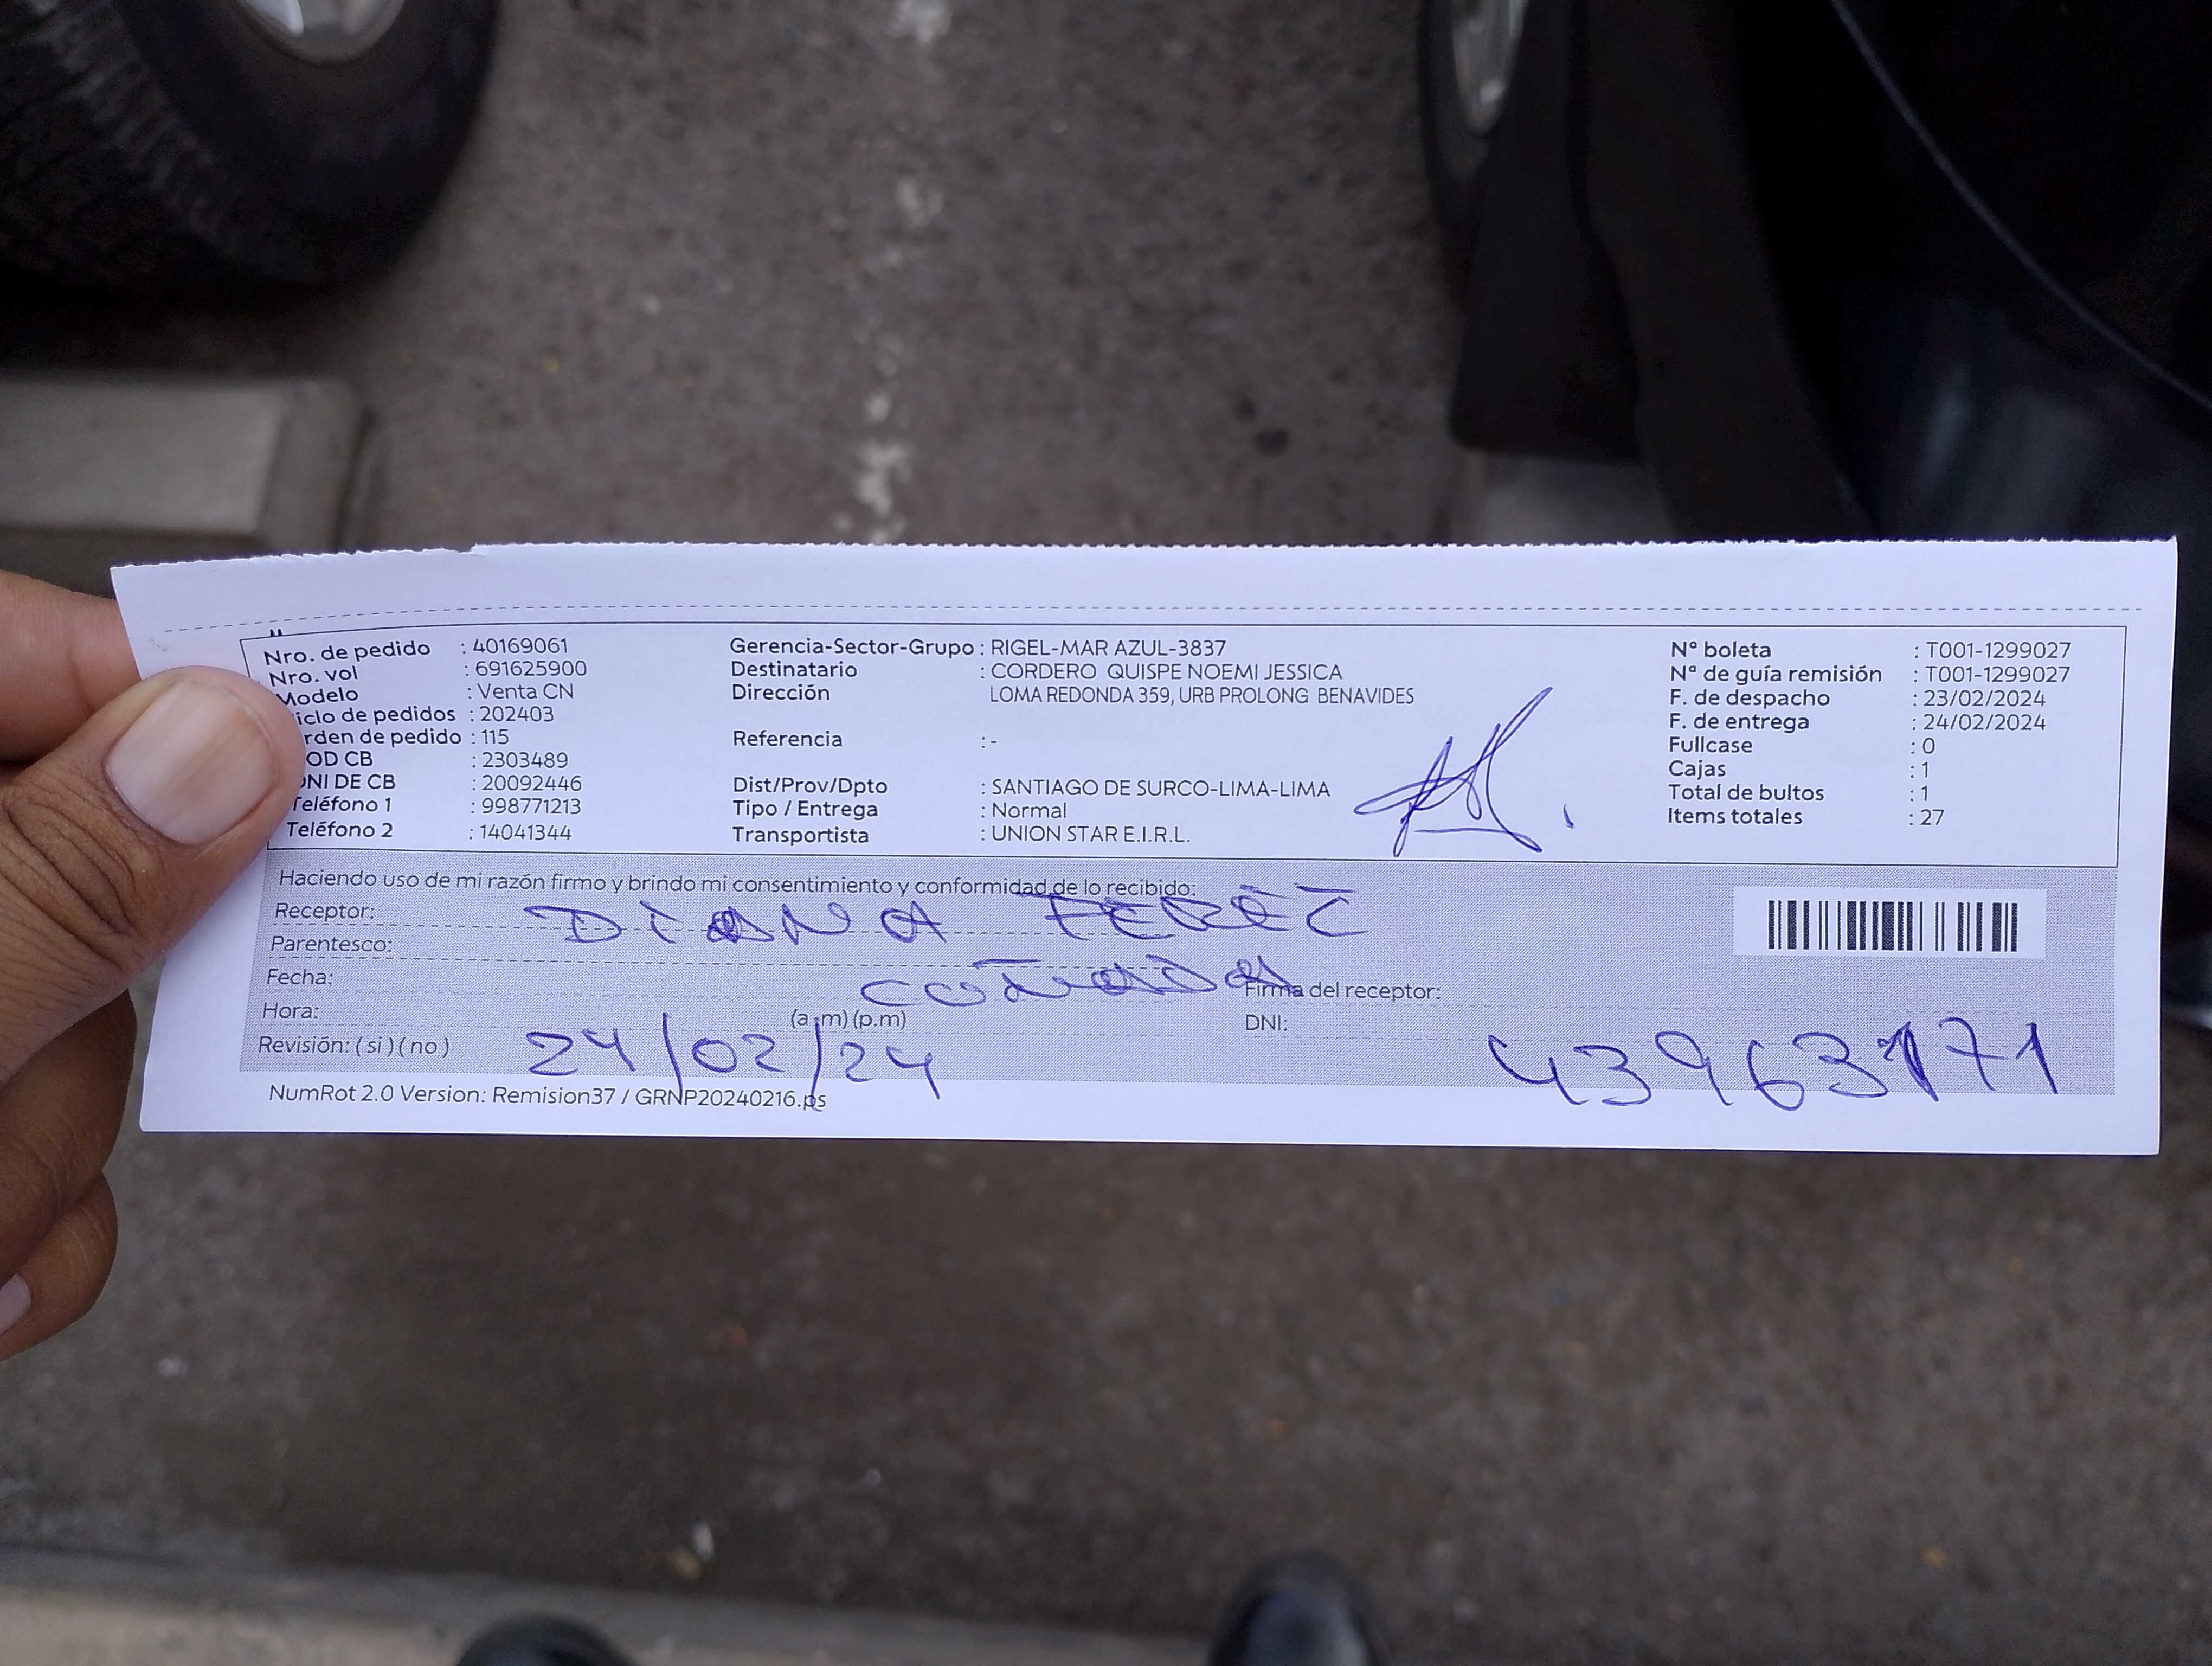 Nro. de pedido : 40169061
Nro. vol : 691625900
Modelo : Venta CN
iclo de pedidos : 202403
rden de pedido : 115
OD CB : 2303489
NI DE CB : 20092446
Teléfono 1 : 998771213
Teléfono 2 : 14041344
Gerencia-Sector-Grupo : RIGEL-MAR AZUL-3837
Destinatario : CORDERO QUISPE NOEMI JESSICA
Dirección LOMA REDONDA 359, URB PROLONG BENAVIDES
Referencia : -
Dist/Prov/Dpto : SANTIAGO DE SURCO-LIMA-LIMA
Tipo / Entrega : Normal
Transportista : UNION STAR E.I.R.L.
N° boleta : T001-1299027
N° de guía remisión : T001-1299027
F. de despacho : 23/02/2024
F. de entrega : 24/02/2024
Fullcase : 0
Cajas : 1
Total de bultos : 1
Items totales : 27
Haciendo uso de mi razón firmo y brindo mi consentimiento y conformidad de lo recibido:
Receptor: DIANA
Parentesco:
Fecha:
Firma del receptor:
Hora: (a.m) (p.m)
DNI:
Revisión: ( si ) ( no ) 24/02/24
43963171
NumRot 2.0 Version: Remision37 / GRNP20240216.ps